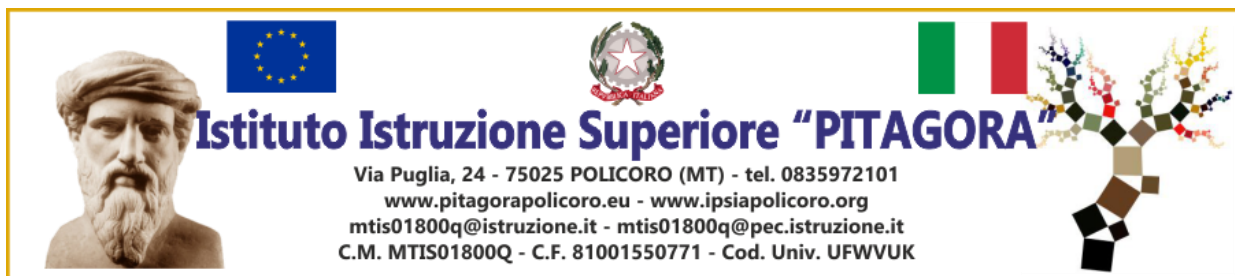 Istituto Istruzione Superiore “PITAGORA”
Via Puglia, 24 - 75025 POLICORO (MT) - tel. 0835972101
www.pitagorapolicoro.eu - www.ipsiapolicoro.org
mtis01800q@istruzione.it - mtis01800q@pec.istruzione.it
C.M. MTIS01800Q - C.F. 81001550771 - Cod. Univ. UFWVUK